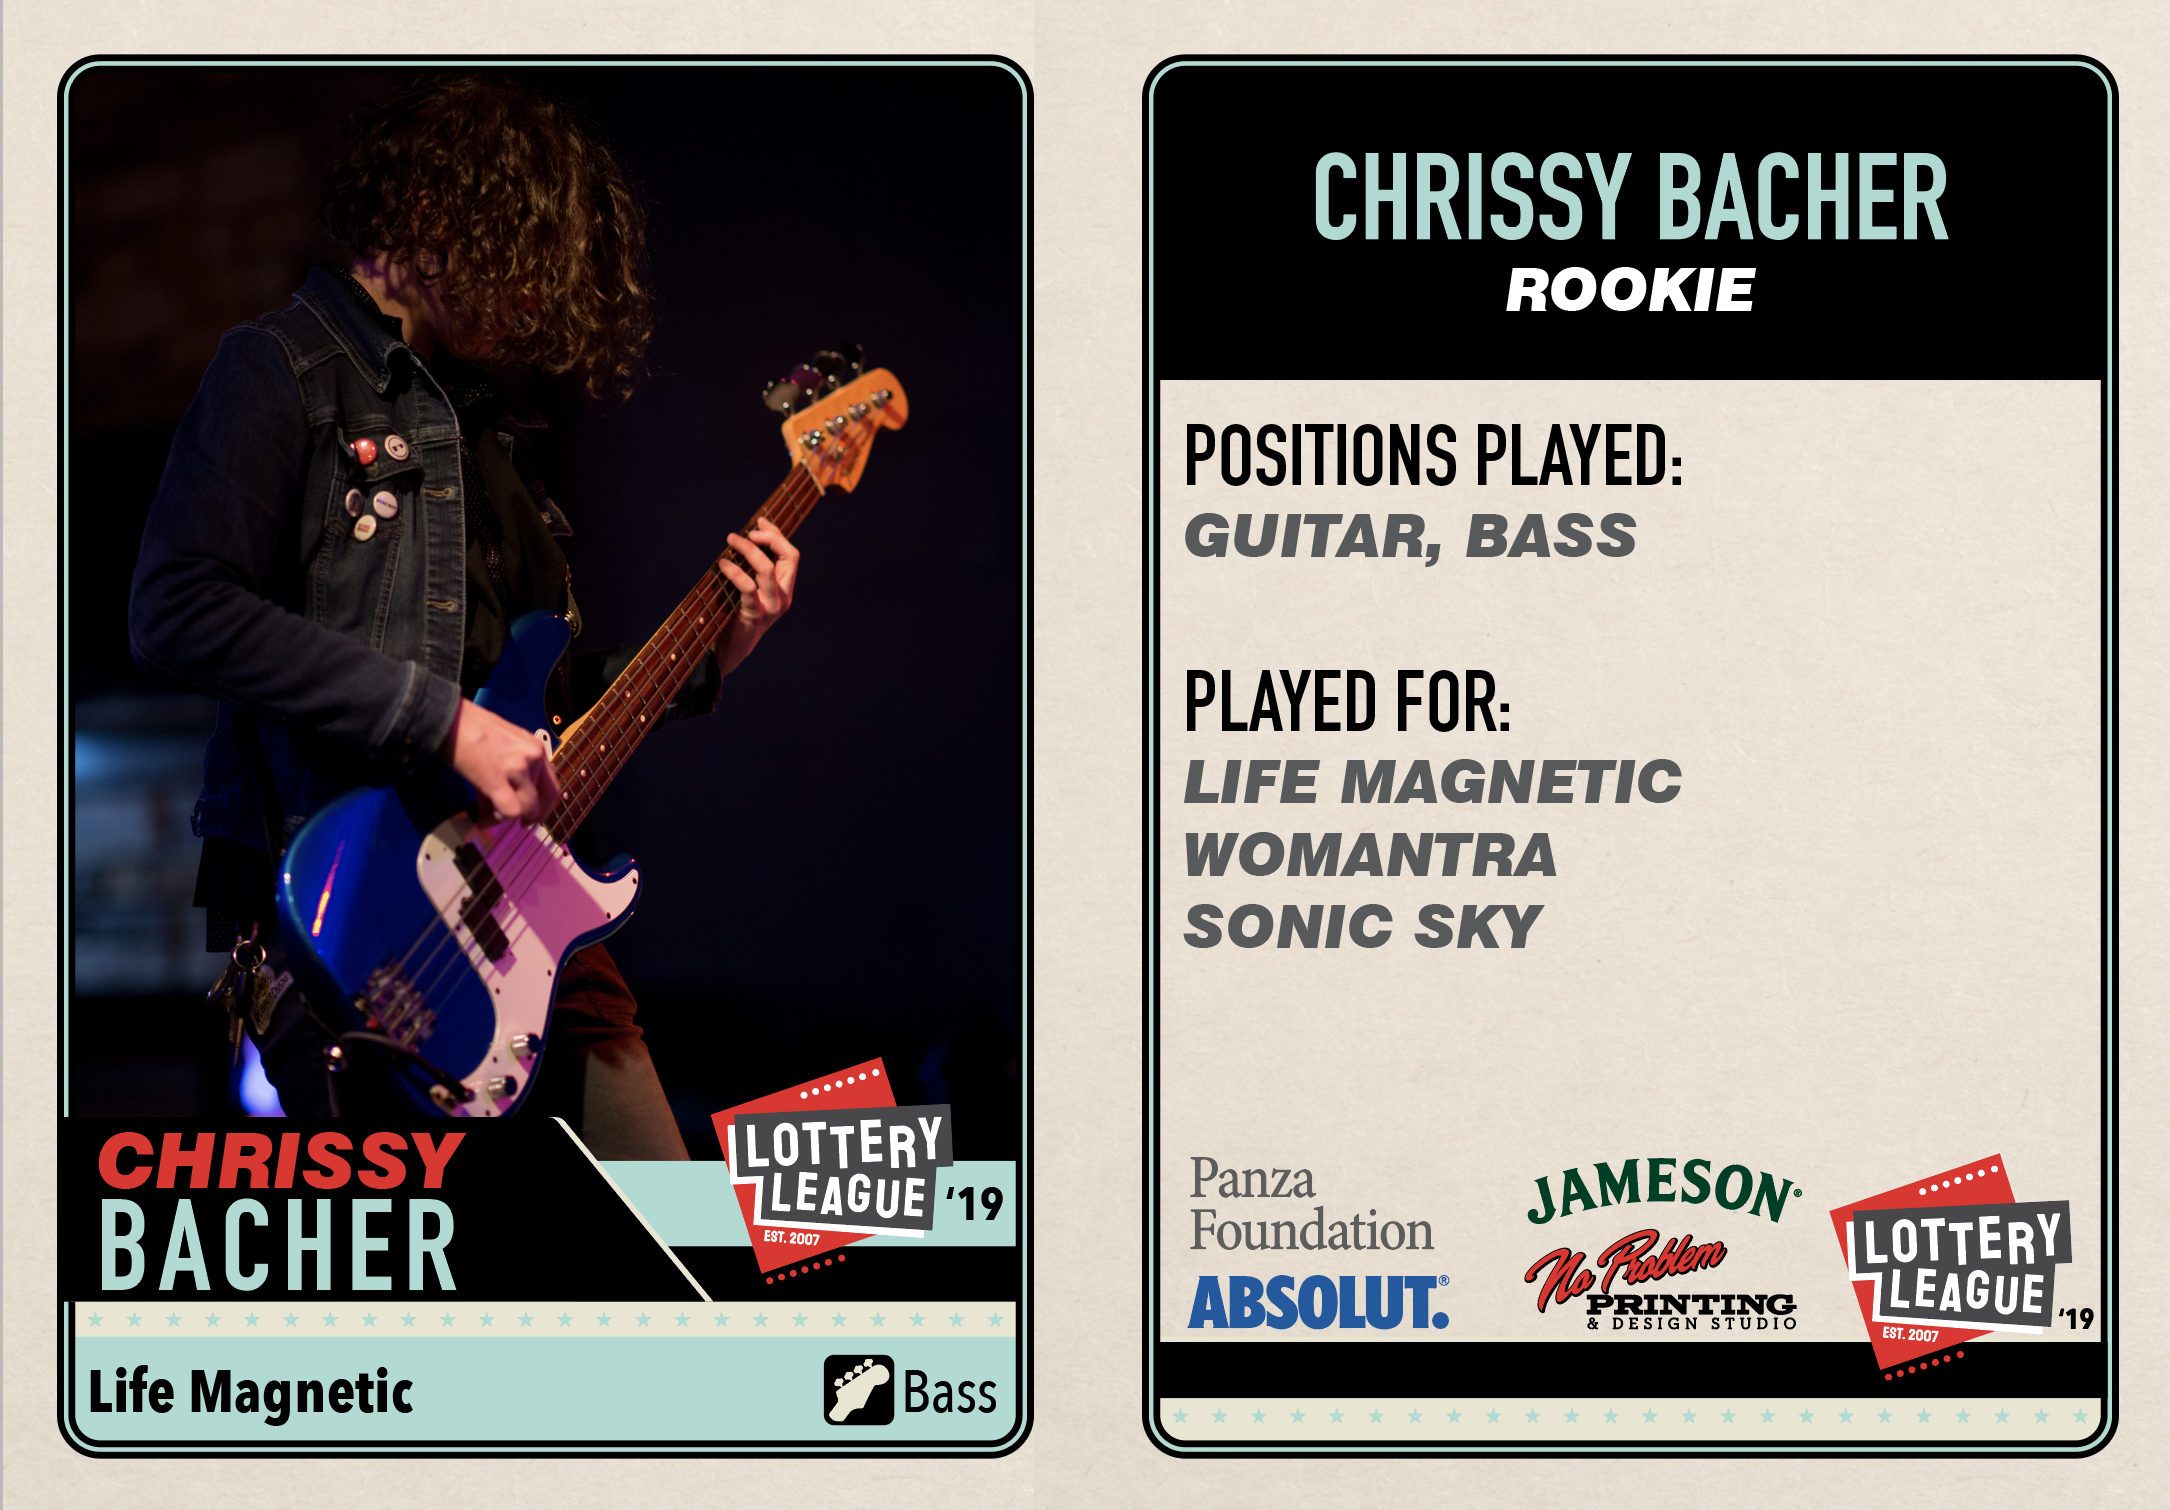 CHRISSY
BACHER
LOTTERY
LEAGUE
EST. 2007
'19
Life Magnetic
Bass
CHRISSY BACHER
ROOKIE
POSITIONS PLAYED:
GUITAR, BASS
PLAYED FOR:
LIFE MAGNETIC
WOMANTRA
SONIC SKY
Panza
Foundation
ABSOLUT.®
JAMESON®
No Problem
PRINTING
& DESIGN STUDIO
LOTTERY
LEAGUE
EST. 2007
'19